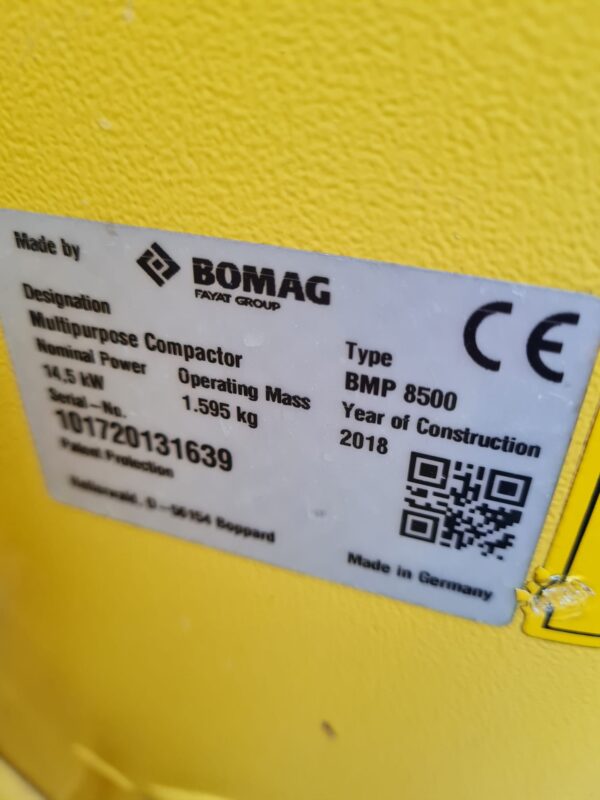 Made by
BOMAG
FAYAT GROUP
CE
Designation
Multipurpose Compactor
Type
BMP 8500
Nominal Power
14,5 kW
Operating Mass
1.595 kg
Year of Construction
2018
Serial-No.
101720131639
Patent Protection
Hellerwald, D-56154 Boppard
Made in Germany